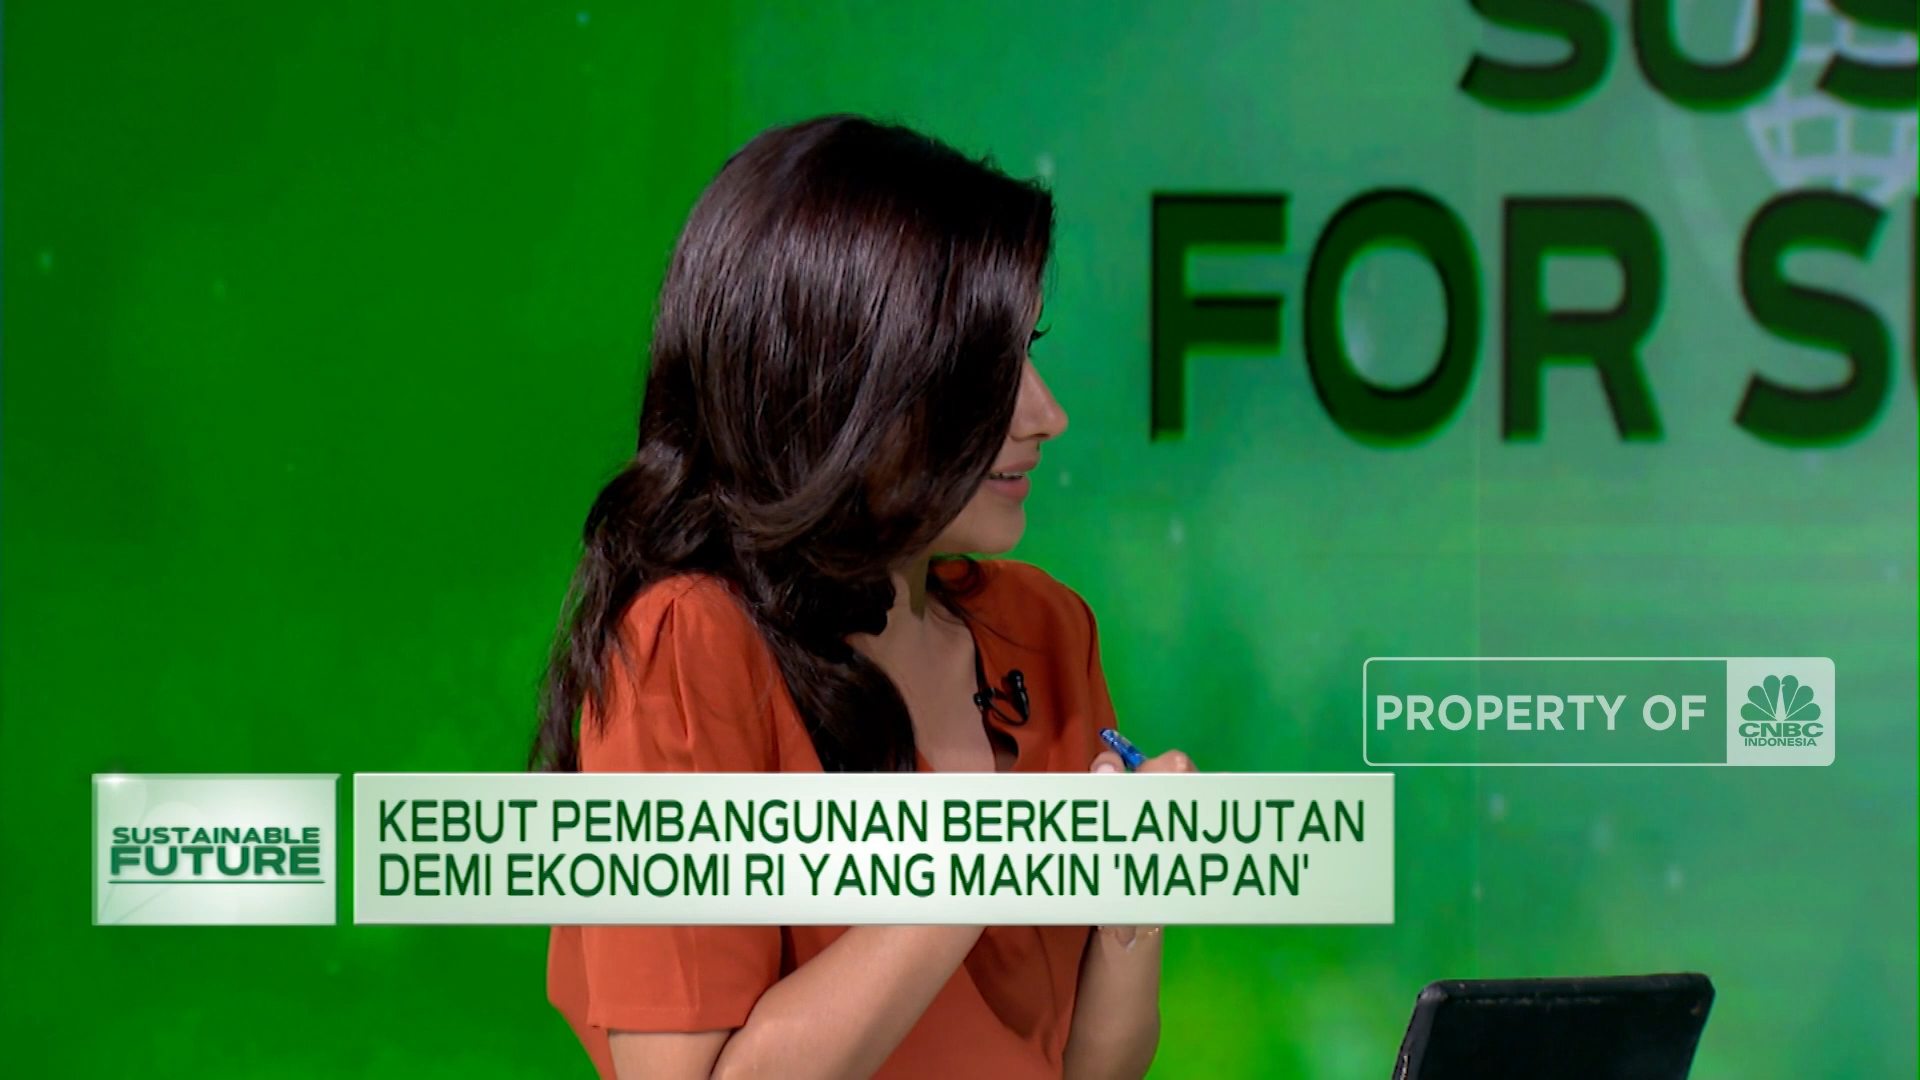 FOR
PROPERTY OF
CNBC
INDONESIA
SUSTAINABLE
FUTURE
KEBUT PEMBANGUNAN BERKELANJUTAN
DEMI EKONOMI RI YANG MAKIN 'MAPAN'